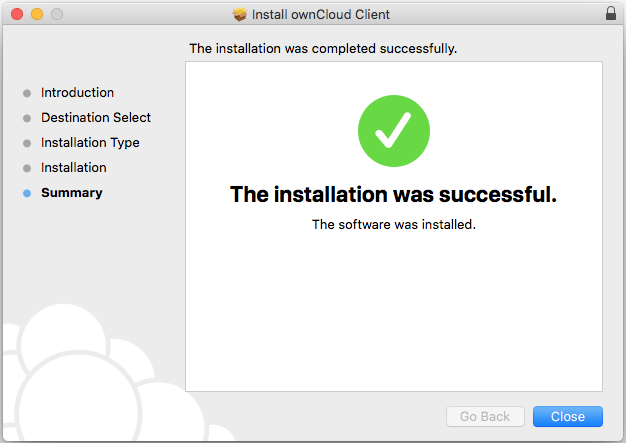 Install ownCloud Client
The installation was completed successfully.
Introduction
Destination Select
Installation Type
Installation
Summary
The installation was successful.
The software was installed.
Go Back
Close